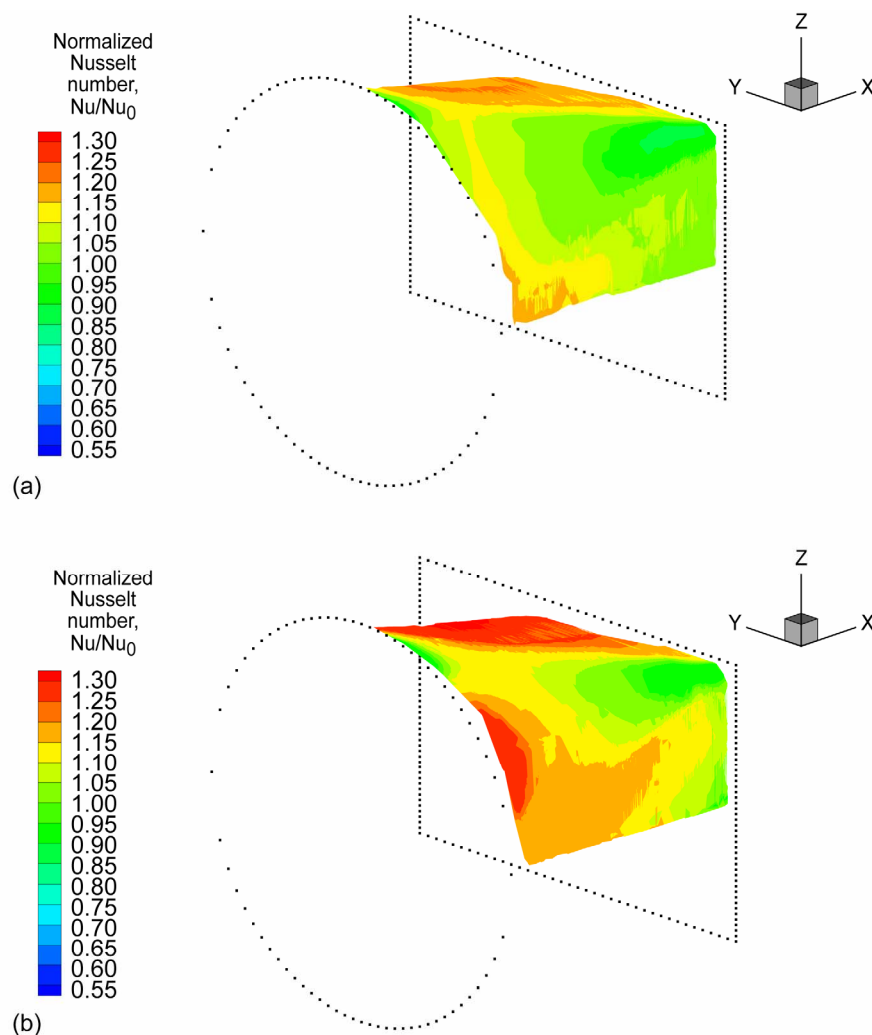 Normalized
Nusselt
number,
Nu/Nu0
1.30
1.25
1.20
1.15
1.10
1.05
1.00
0.95
0.90
0.85
0.80
0.75
0.70
0.65
0.60
0.55
Z
Y
X
(a)
Normalized
Nusselt
number,
Nu/Nu0
1.30
1.25
1.20
1.15
1.10
1.05
1.00
0.95
0.90
0.85
0.80
0.75
0.70
0.65
0.60
0.55
Z
Y
X
(b)